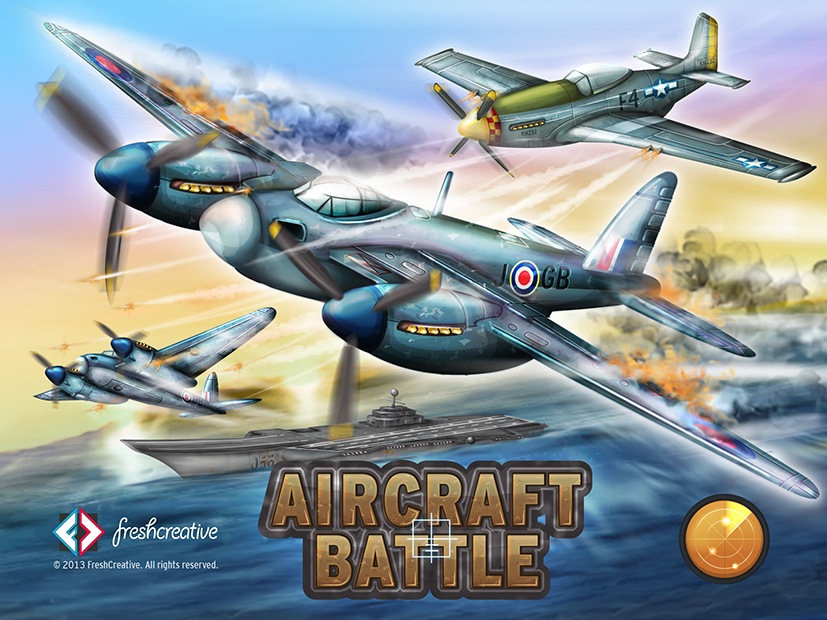 F4
J GB
AIRCRAFT
BATTLE
freshcreative
© 2013 FreshCreative. All rights reserved.